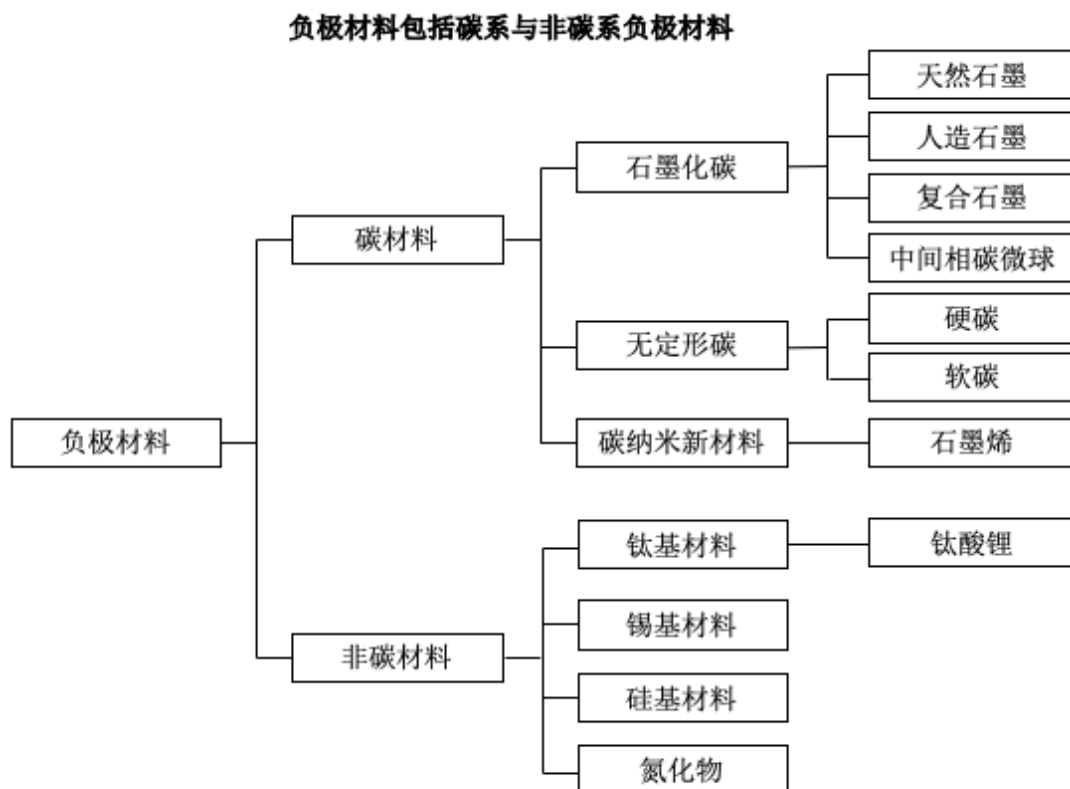 负极材料包括碳系与非碳系负极材料
天然石墨
人造石墨
石墨化碳
复合石墨
碳材料
中间相碳微球
硬碳
无定形碳
软碳
负极材料
碳纳米新材料
石墨烯
钛基材料
钛酸锂
锡基材料
非碳材料
硅基材料
氮化物